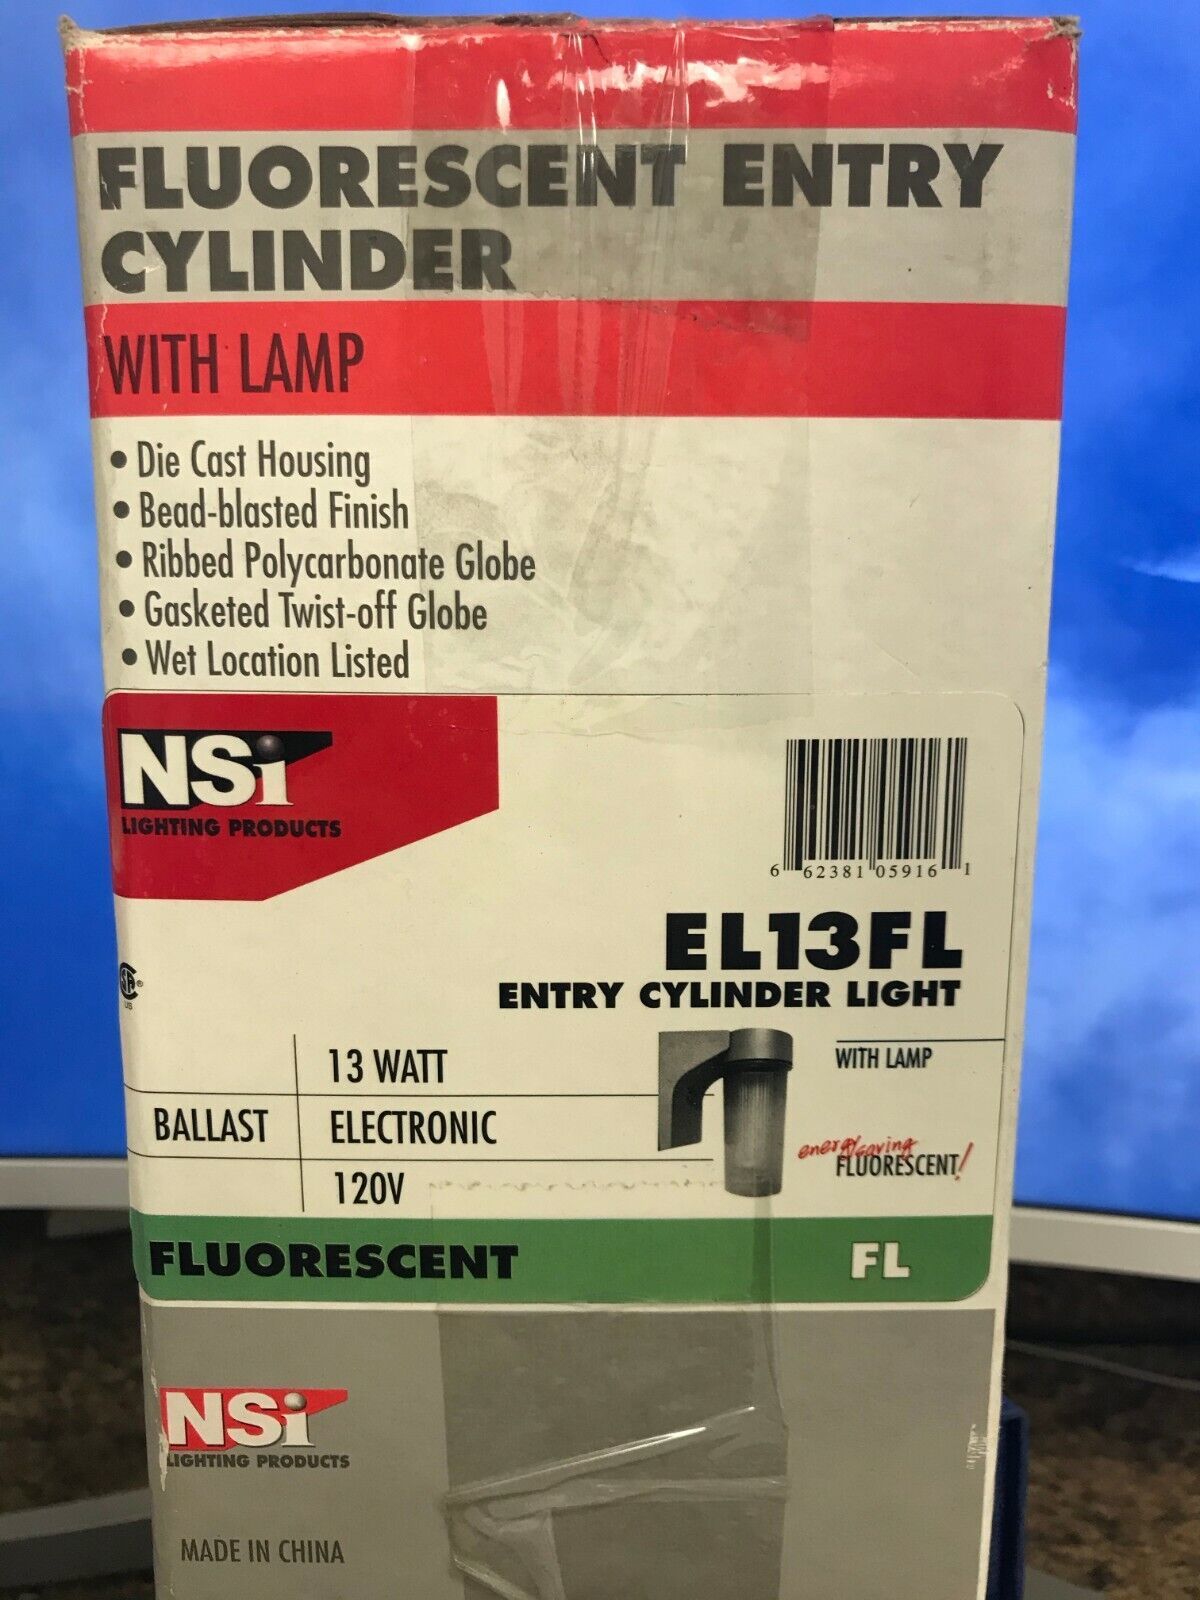 FLUORESCENT ENTRY
CYLINDER
WITH LAMP
• Die Cast Housing
• Bead-blasted Finish
• Ribbed Polycarbonate Globe
• Gasketed Twist-off Globe
• Wet Location Listed
NSi
LIGHTING PRODUCTS
6 62381 05916 1
EL13FL
ENTRY CYLINDER LIGHT
US
13 WATT
WITH LAMP
BALLAST ELECTRONIC
energy saving
FLUORESCENT!
120V
FLUORESCENT FL
NSi
LIGHTING PRODUCTS
MADE IN CHINA